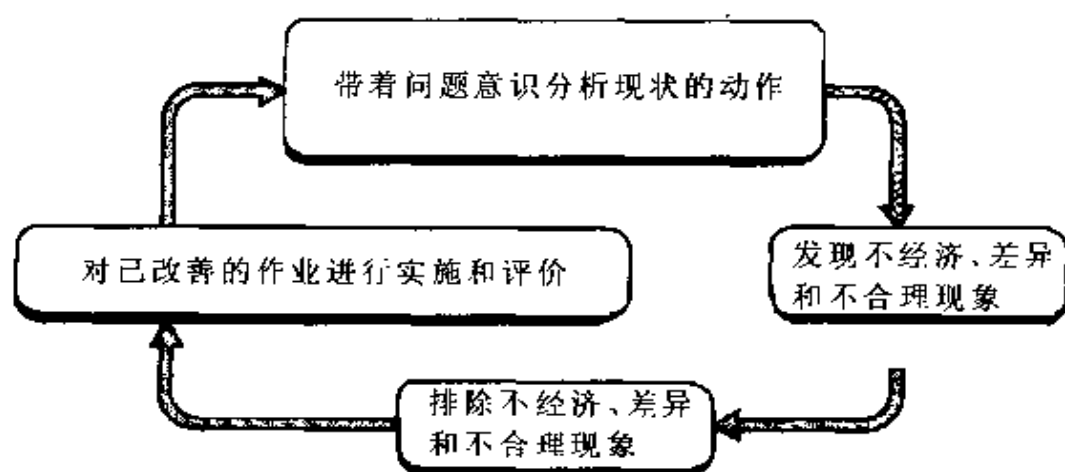 带着问题意识分析现状的动作
对已改善的作业进行实施和评价
发现不经济、差异
和不合理现象
排除不经济、差异
和不合理现象